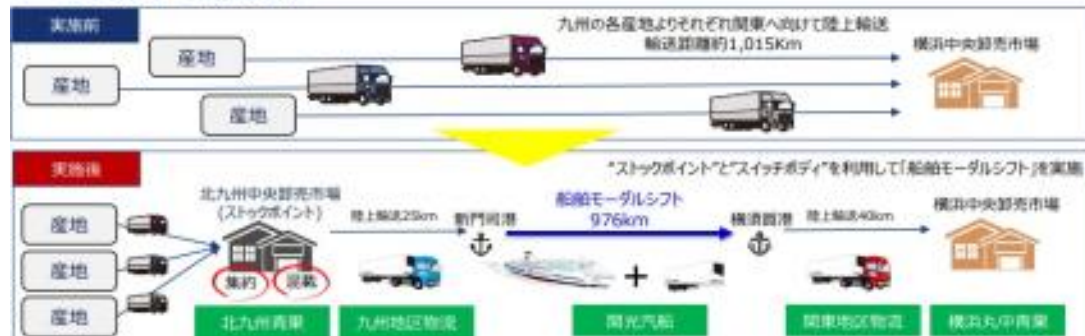 実施前
九州の各産地よりそれぞれ関東へ向けて陸上輸送
輸送距離約1,015Km
横浜中央卸売市場
産地
産地
産地
実施後
"ストックポイント"と"スイッチボディ"を利用して「船舶モーダルシフト」を実施
北九州中央卸売市場
(ストックポイント)
陸上輸送25km
新門司港
船舶モーダルシフト
976km
横須賀港
陸上輸送40km
横浜中央卸売市場
産地
産地
産地
集約
混載
北九州青果
九州地区物流
関光汽船
関東地区物流
横浜丸中青果